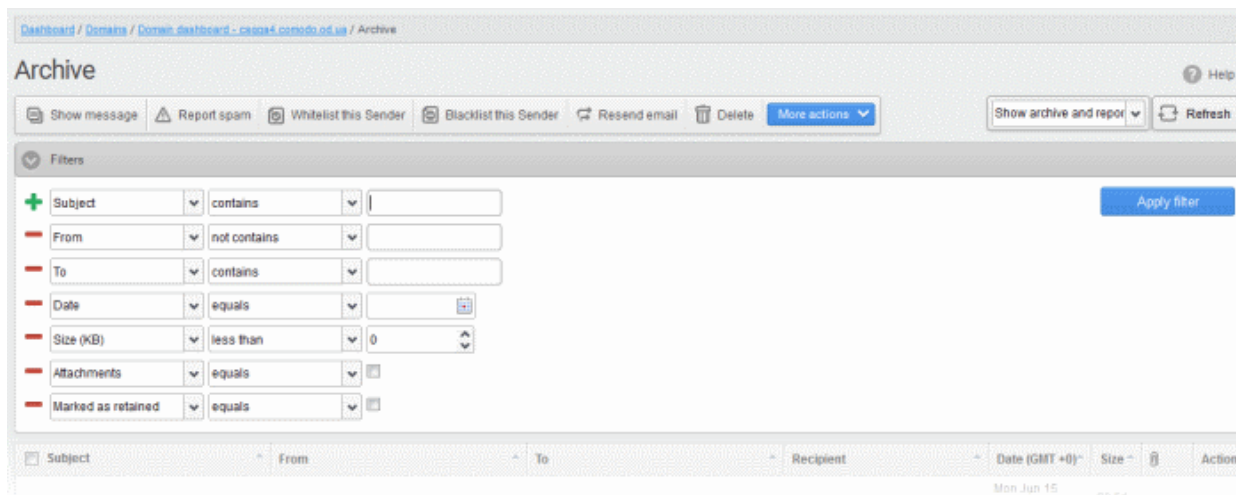 Dashboard / Domains / Domain dashboard - casga4.comodo.od.ua / Archive
Archive
Help
Show message Report spam Whitelist this Sender Blacklist this Sender Resend email Delete More actions Show archive and repor Refresh
Filters
Subject contains Apply filter
From not contains
To contains
Date equals
Size (KB) less than 0
Attachments equals
Marked as retained equals
Subject From To Recipient Date (GMT +0) Size Action
Mon Jun 15